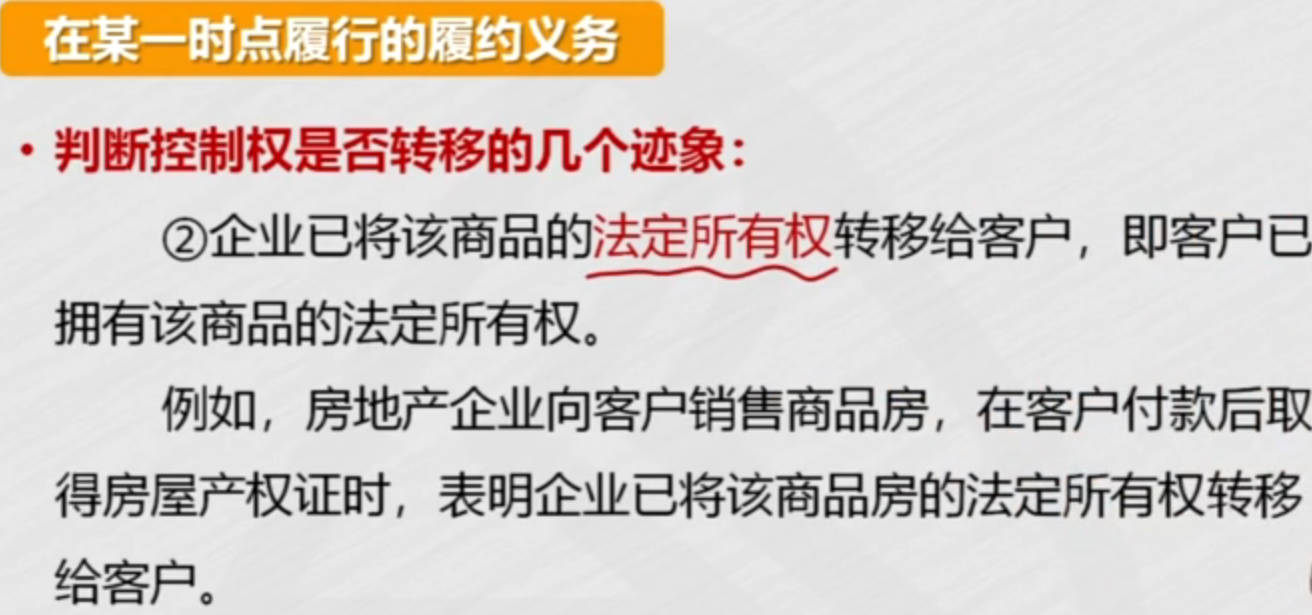 在某一时点履行的履约义务
• 判断控制权是否转移的几个迹象：
②企业已将该商品的法定所有权转移给客户，即客户已
拥有该商品的法定所有权。
例如，房地产企业向客户销售商品房，在客户付款后取
得房屋产权证时，表明企业已将该商品房的法定所有权转移
给客户。